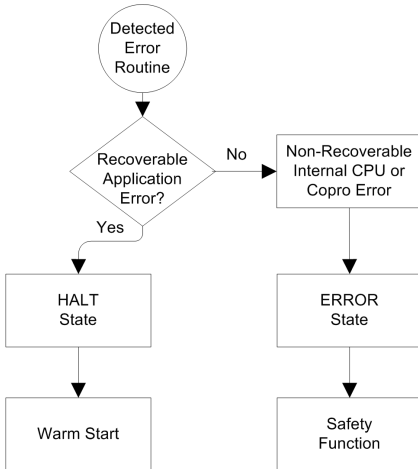 Detected
Error
Routine
Recoverable
Application
Error?
No
Non-Recoverable
Internal CPU or
Copro Error
Yes
HALT
State
ERROR
State
Warm Start
Safety
Function